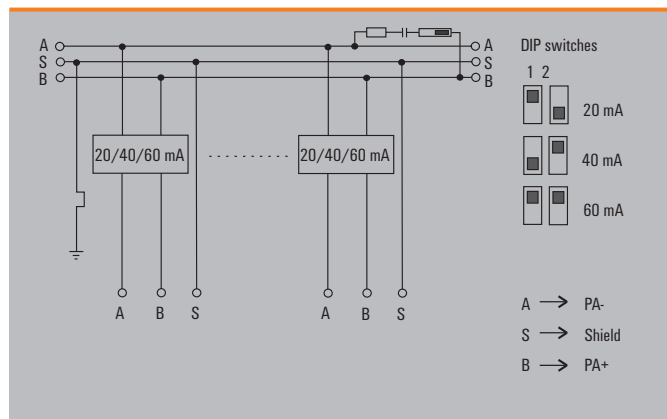 A A DIP switches
S S
B B
1 2
20 mA
20/40/60 mA ........... 20/40/60 mA
40 mA
60 mA
A B S A B S
A → PA-
S → Shield
B → PA+